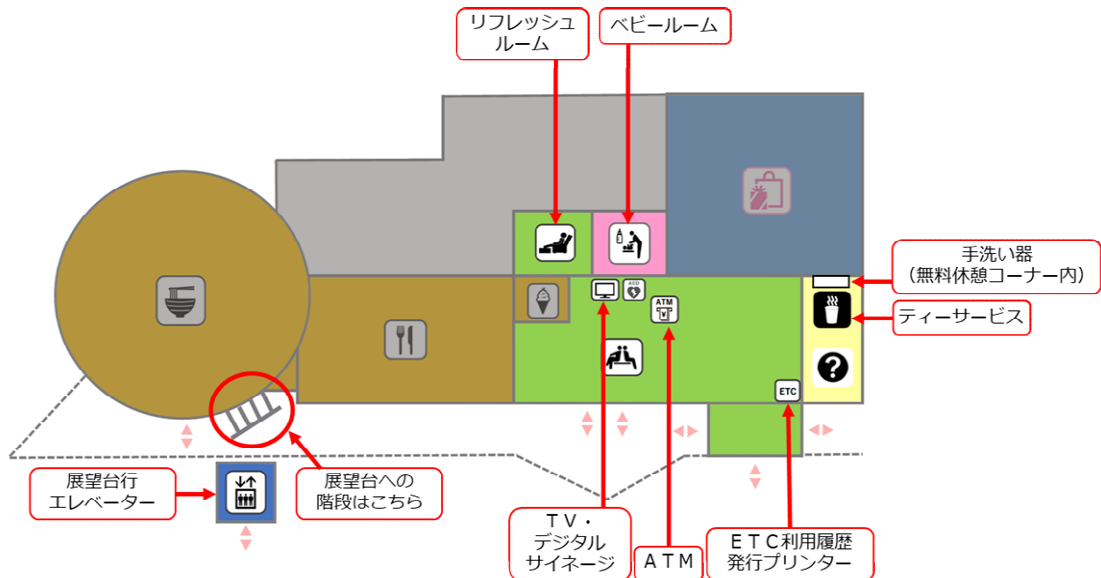 リフレッシュ
ルーム
ベビールーム
手洗い器
（無料休憩コーナー内）
ティーサービス
AED
ATM
?
ETC
展望台行
エレベーター
展望台への
階段はこちら
ＴＶ・
デジタル
サイネージ
ＡＴＭ
ＥＴＣ利用履歴
発行プリンター